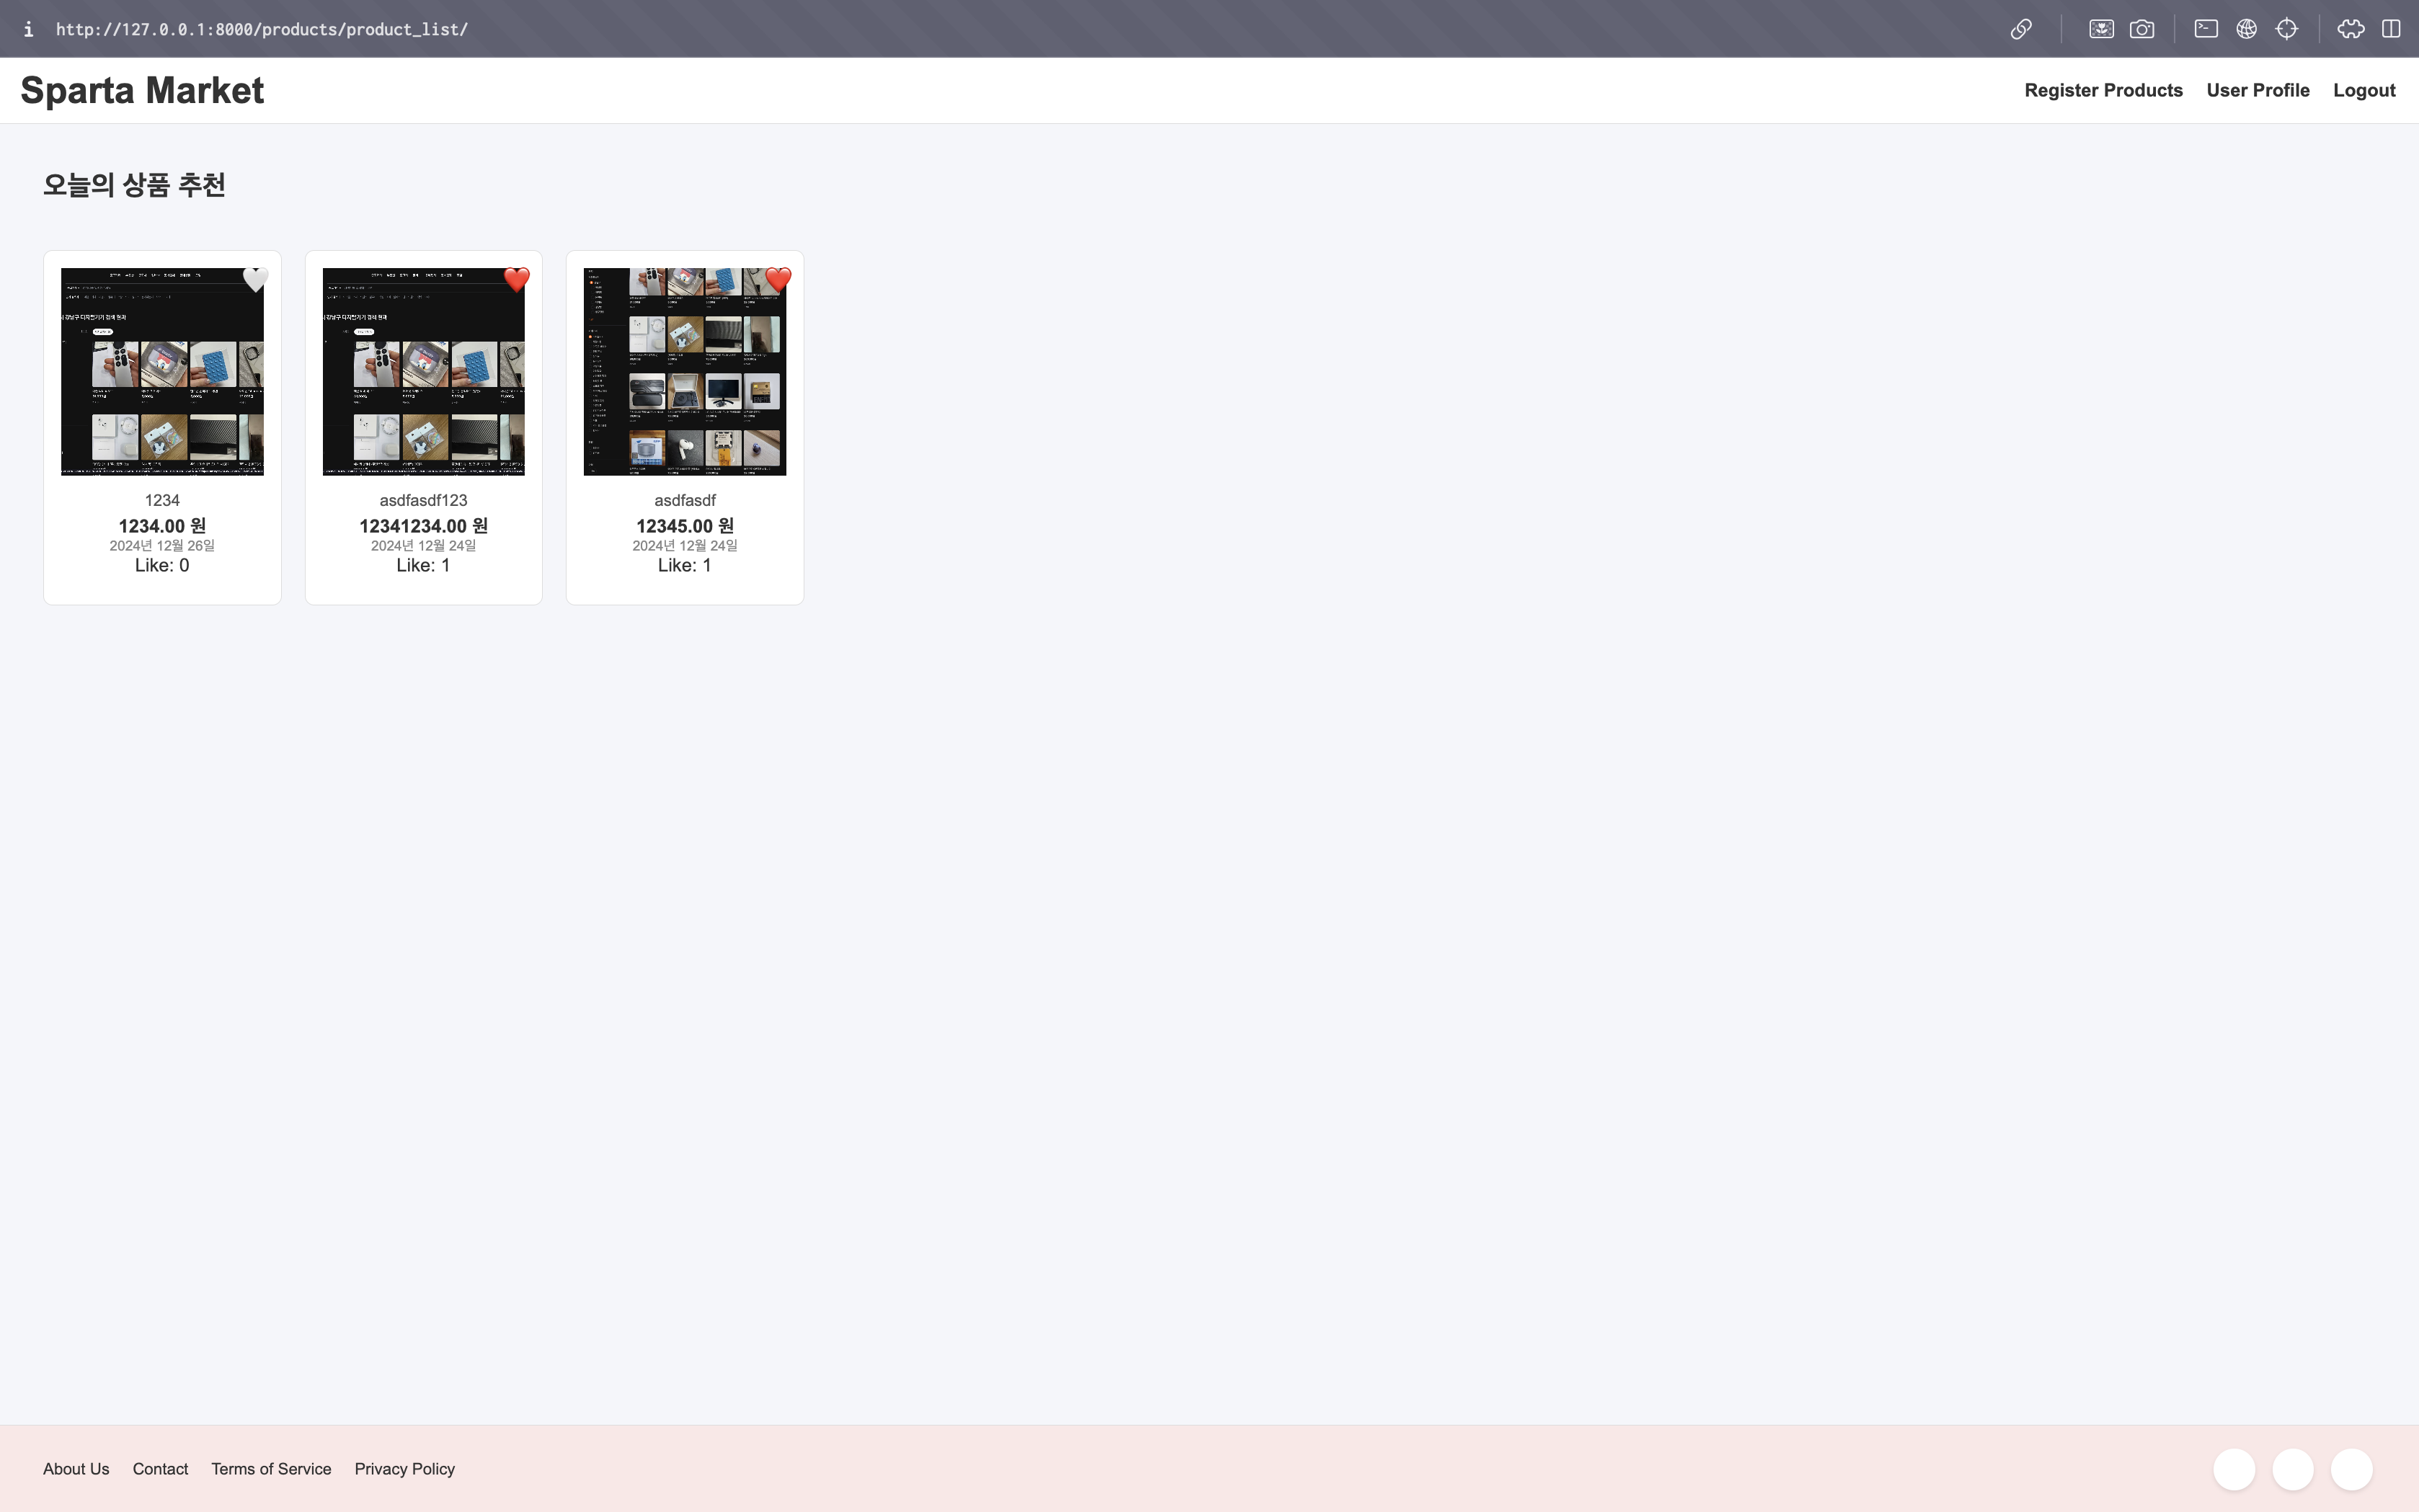 http://127.0.0.1:8000/products/product_list/
Sparta Market
Register Products
User Profile
Logout
오늘의 상품 추천
1234
1234.00 원
2024년 12월 26일
Like: 0
asdfasdf123
12341234.00 원
2024년 12월 24일
Like: 1
asdfasdf
12345.00 원
2024년 12월 24일
Like: 1
About Us
Contact
Terms of Service
Privacy Policy